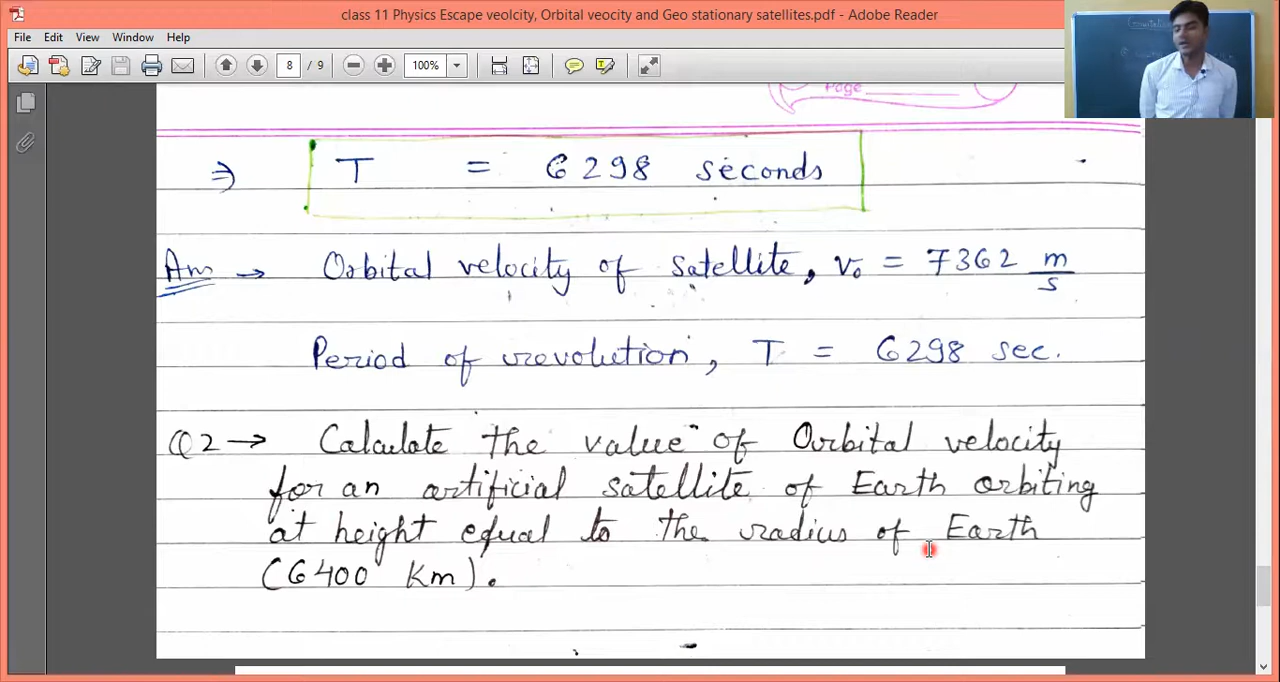 class 11 Physics Escape veolcity, Orbital veocity and Geo stationary satellites.pdf - Adobe Reader
File Edit View Window Help
8 / 9 100%
Page
⇒ T = 6298 seconds
Ans → Orbital velocity of satellite, v₀ = 7362 m/s
Period of revolution, T = 6298 sec.
Q2 → Calculate the value of Orbital velocity
for an artificial satellite of Earth orbiting
at height equal to the radius of Earth
(6400 Km).